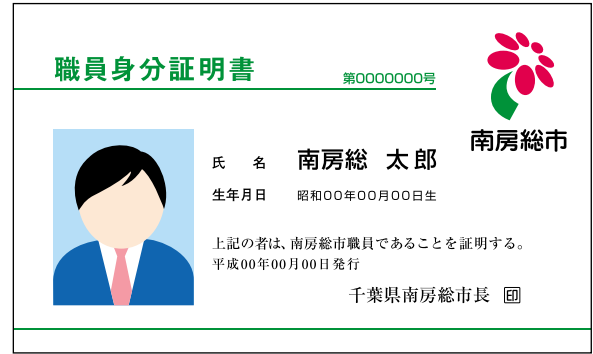 職員身分証明書
第0000000号
南房総市
氏　名　南房総　太郎
生年月日　昭和00年00月00日生
上記の者は、南房総市職員であることを証明する。
平成00年00月00日発行
千葉県南房総市長　印